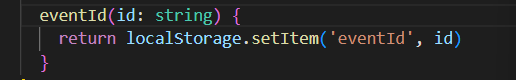 eventId(id: string) {
return localStorage.setItem('eventId', id)
}